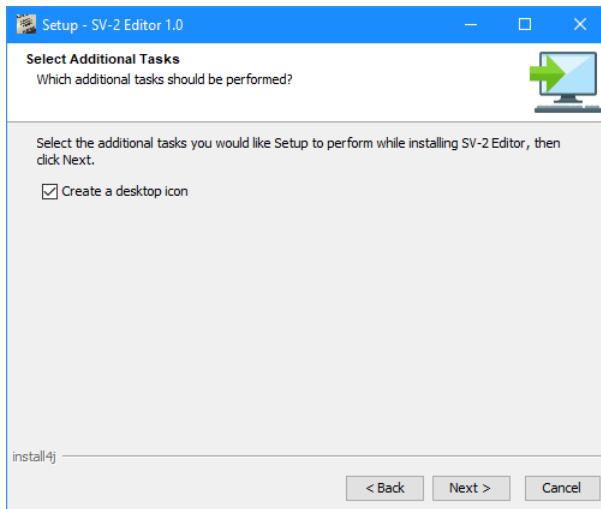 Setup - SV-2 Editor 1.0
Select Additional Tasks
Which additional tasks should be performed?
Select the additional tasks you would like Setup to perform while installing SV-2 Editor, then
click Next.
Create a desktop icon
install4j
< Back Next > Cancel